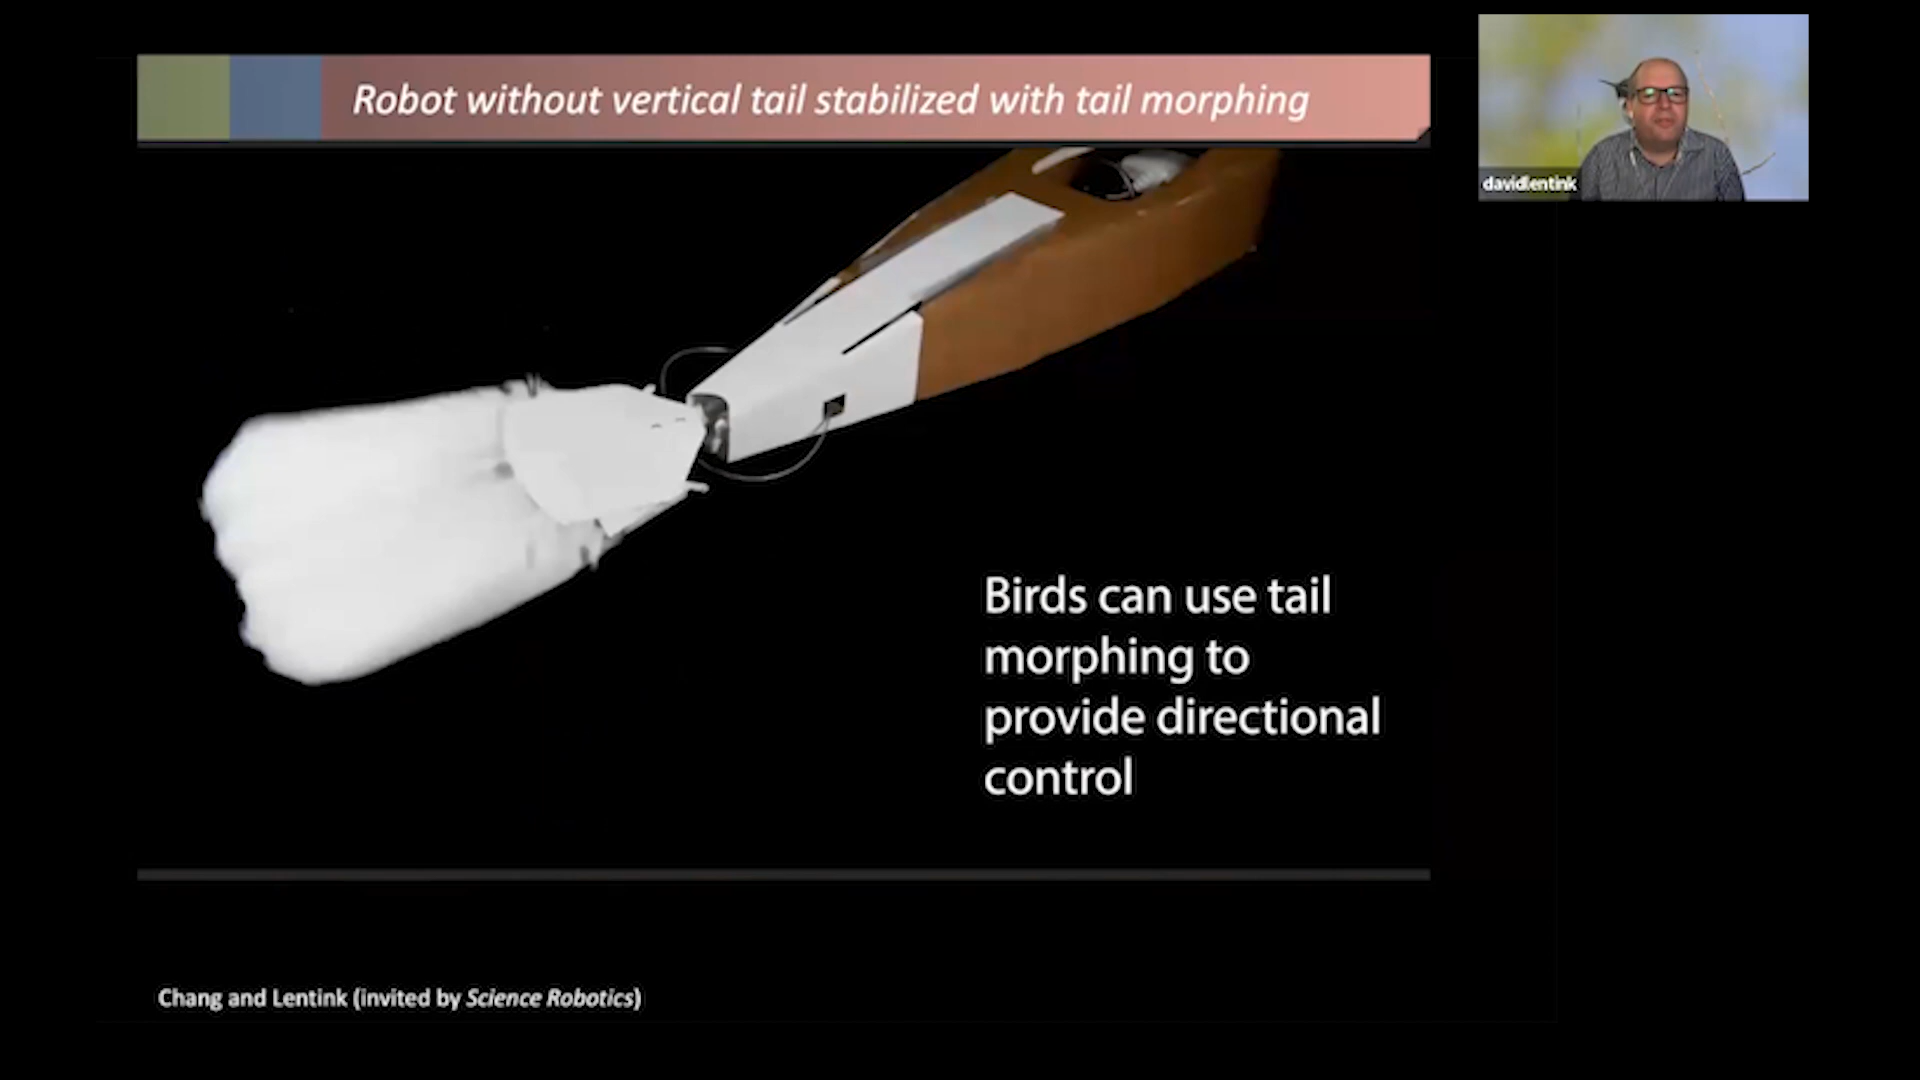 Robot without vertical tail stabilized with tail morphing
davidlentink
Birds can use tail
morphing to
provide directional
control
Chang and Lentink (invited by Science Robotics)